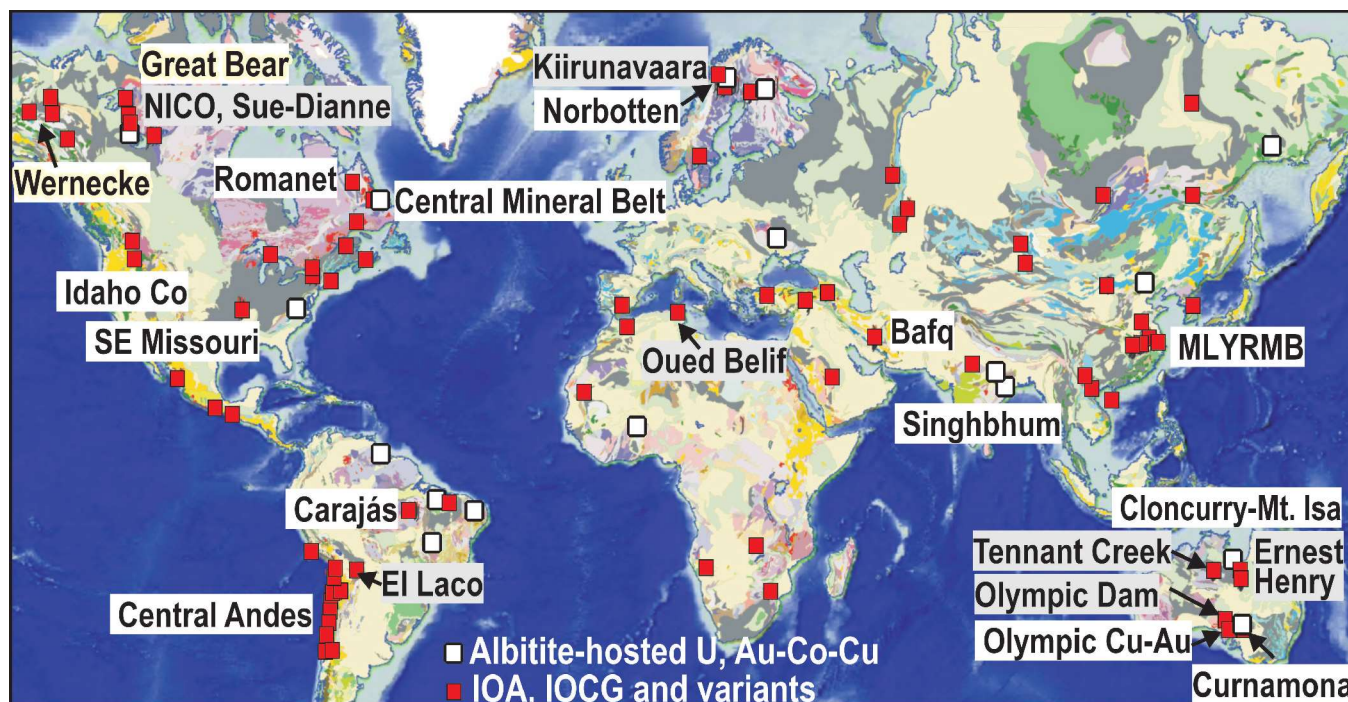 Great Bear
NICO, Sue-Dianne
Wernecke
Romanet
Central Mineral Belt
Idaho Co
SE Missouri
Kiirunavaara
Norbotten
Oued Belif
Bafq
MLYRMB
Singhbhum
Carajás
El Laco
Central Andes
Cloncurry-Mt. Isa
Tennant Creek
Ernest
Henry
Olympic Dam
Olympic Cu-Au
Curnamona
Albitite-hosted U, Au-Co-Cu
IOA, IOCG and variants